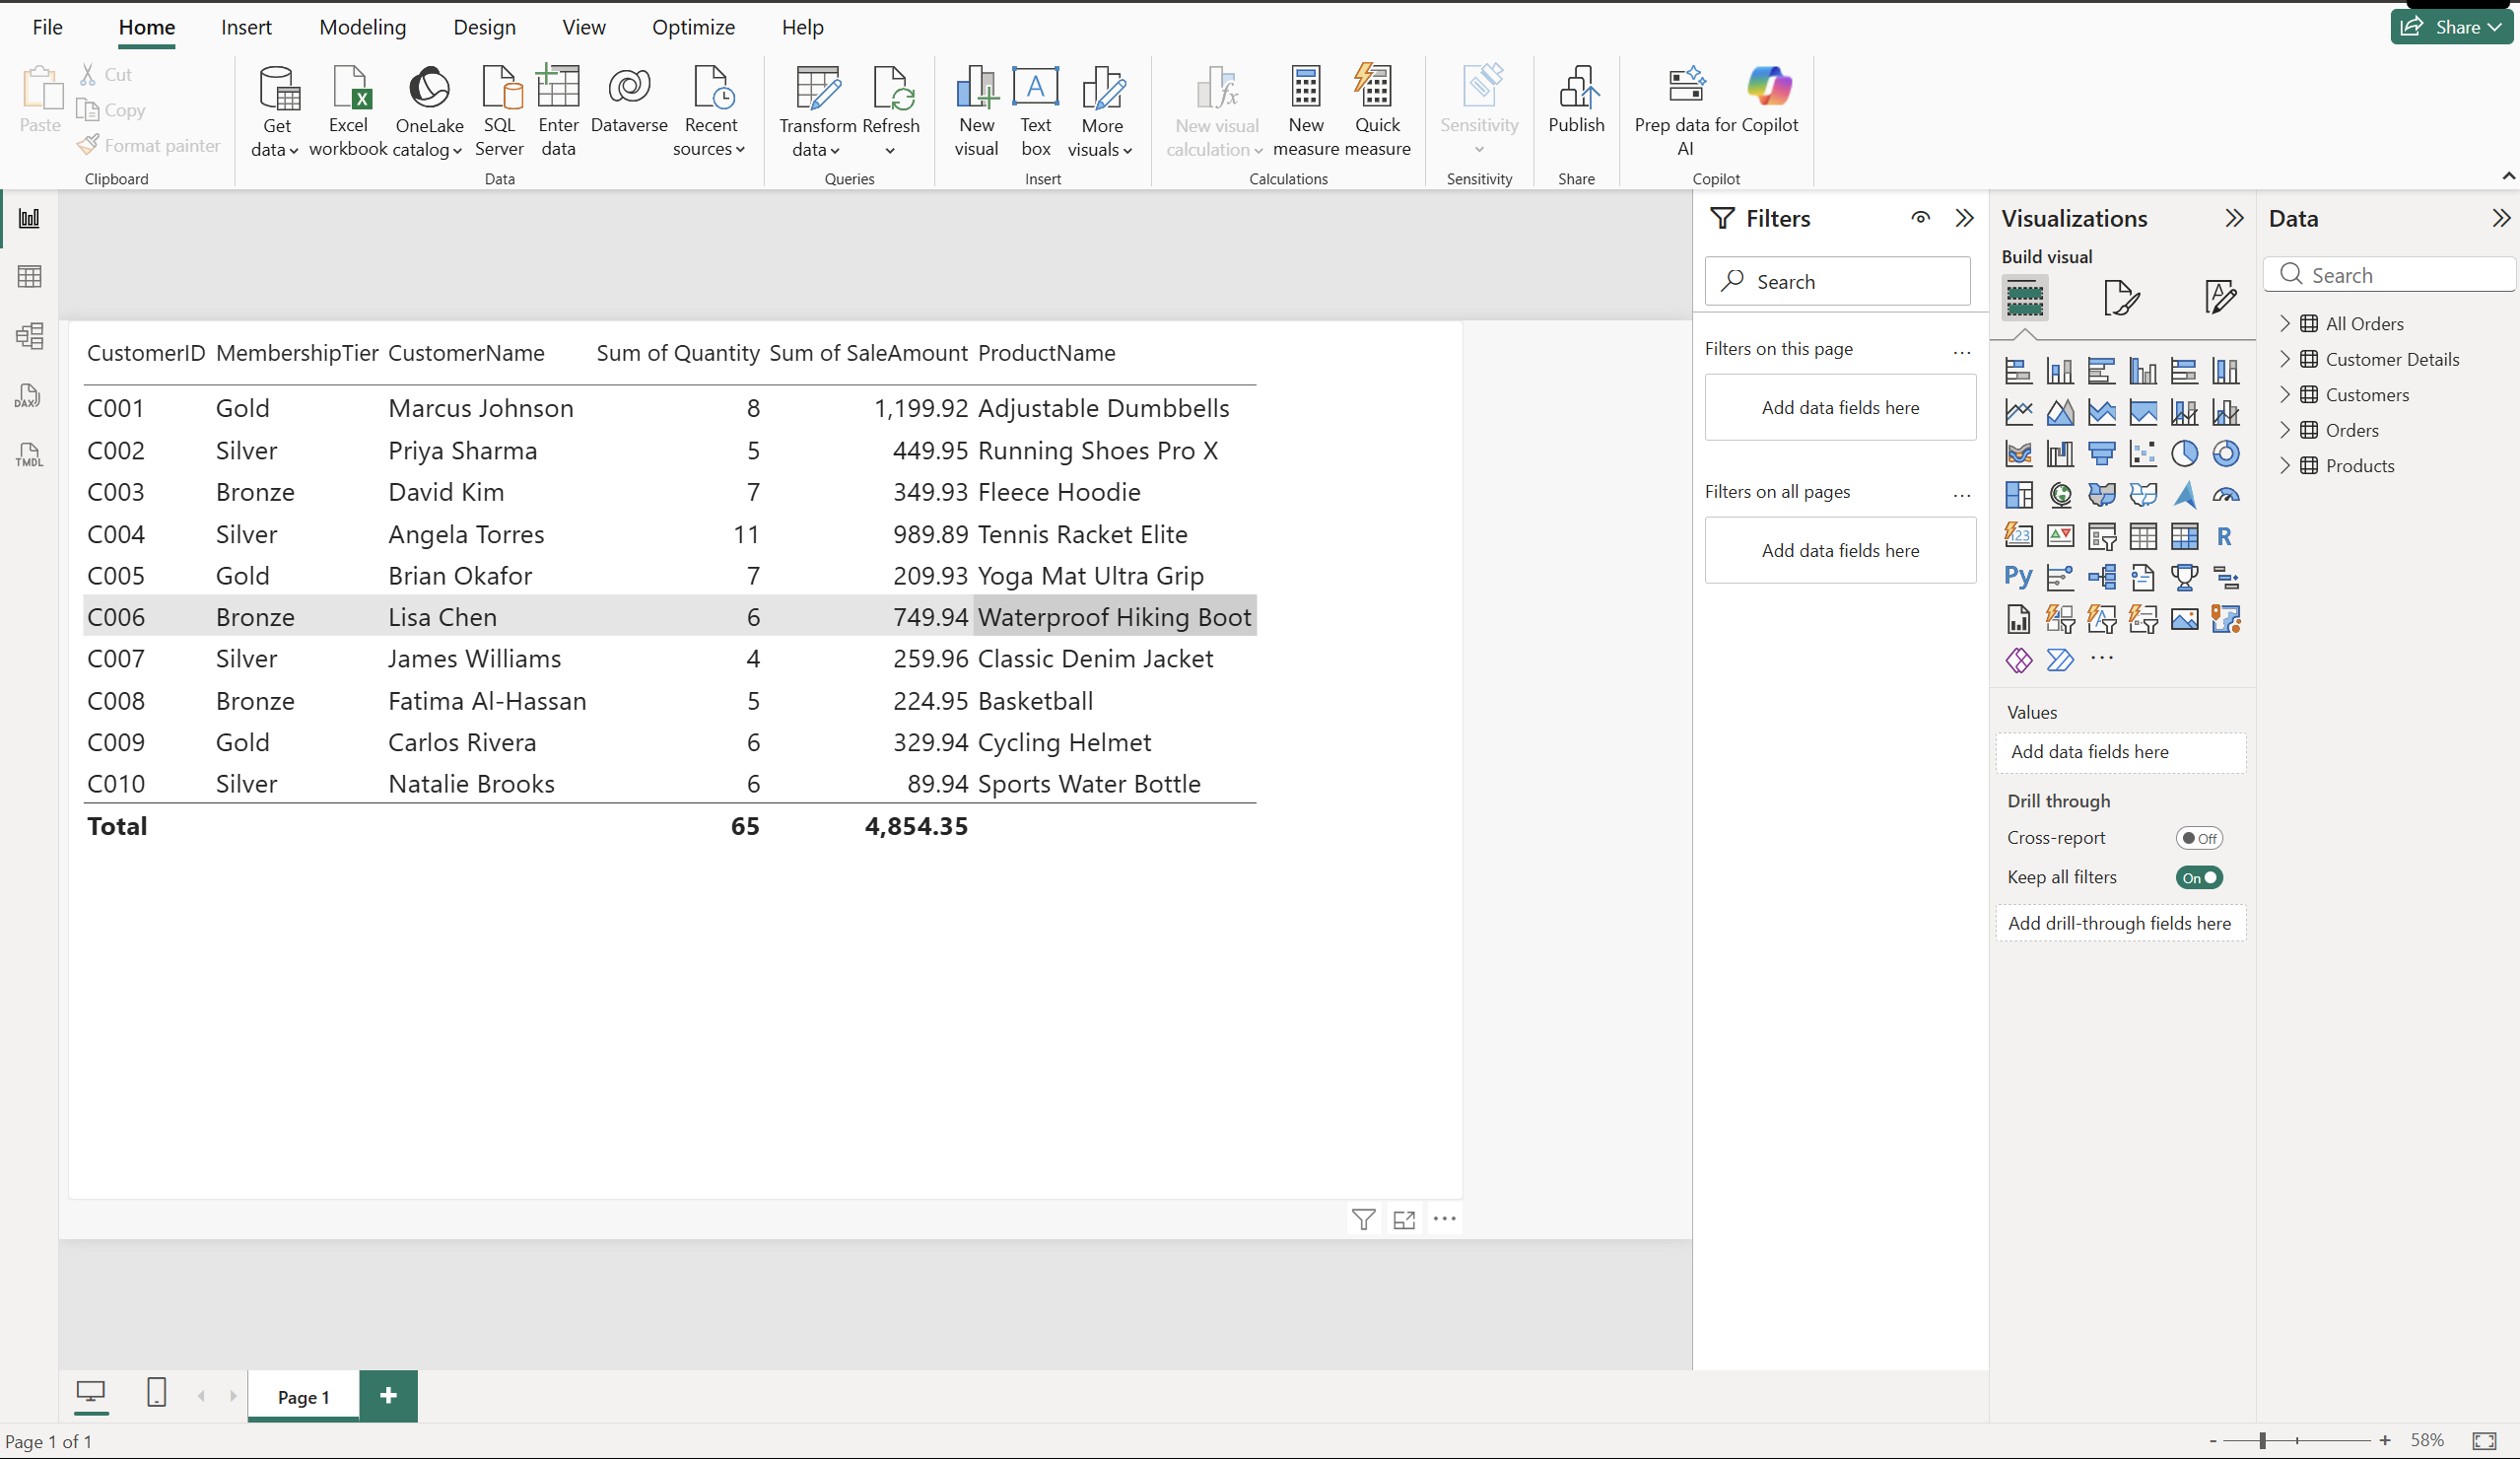 File Home Insert Modeling Design View Optimize Help Share
Paste
Cut
Copy
Format painter
Clipboard
Get data
Excel workbook
OneLake catalog
SQL Server
Enter data
Dataverse
Recent sources
Data
Transform data
Refresh
Queries
New visual
Text box
More visuals
Insert
New visual calculation
New measure
Quick measure
Calculations
Sensitivity
Sensitivity
Publish
Share
Prep data for AI
Copilot
Copilot
DAX
TMDL
CustomerID MembershipTier CustomerName Sum of Quantity Sum of SaleAmount ProductName
C001 Gold Marcus Johnson 8 1,199.92 Adjustable Dumbbells
C002 Silver Priya Sharma 5 449.95 Running Shoes Pro X
C003 Bronze David Kim 7 349.93 Fleece Hoodie
C004 Silver Angela Torres 11 989.89 Tennis Racket Elite
C005 Gold Brian Okafor 7 209.93 Yoga Mat Ultra Grip
C006 Bronze Lisa Chen 6 749.94 Waterproof Hiking Boot
C007 Silver James Williams 4 259.96 Classic Denim Jacket
C008 Bronze Fatima Al-Hassan 5 224.95 Basketball
C009 Gold Carlos Rivera 6 329.94 Cycling Helmet
C010 Silver Natalie Brooks 6 89.94 Sports Water Bottle
Total 65 4,854.35
Filters
Search
Filters on this page ...
Add data fields here
Filters on all pages ...
Add data fields here
Visualizations
Build visual
123
R
Py
...
Values
Add data fields here
Drill through
Cross-report Off
Keep all filters On
Add drill-through fields here
Data
Search
All Orders
Customer Details
Customers
Orders
Products
Page 1 +
Page 1 of 1
- + 58%